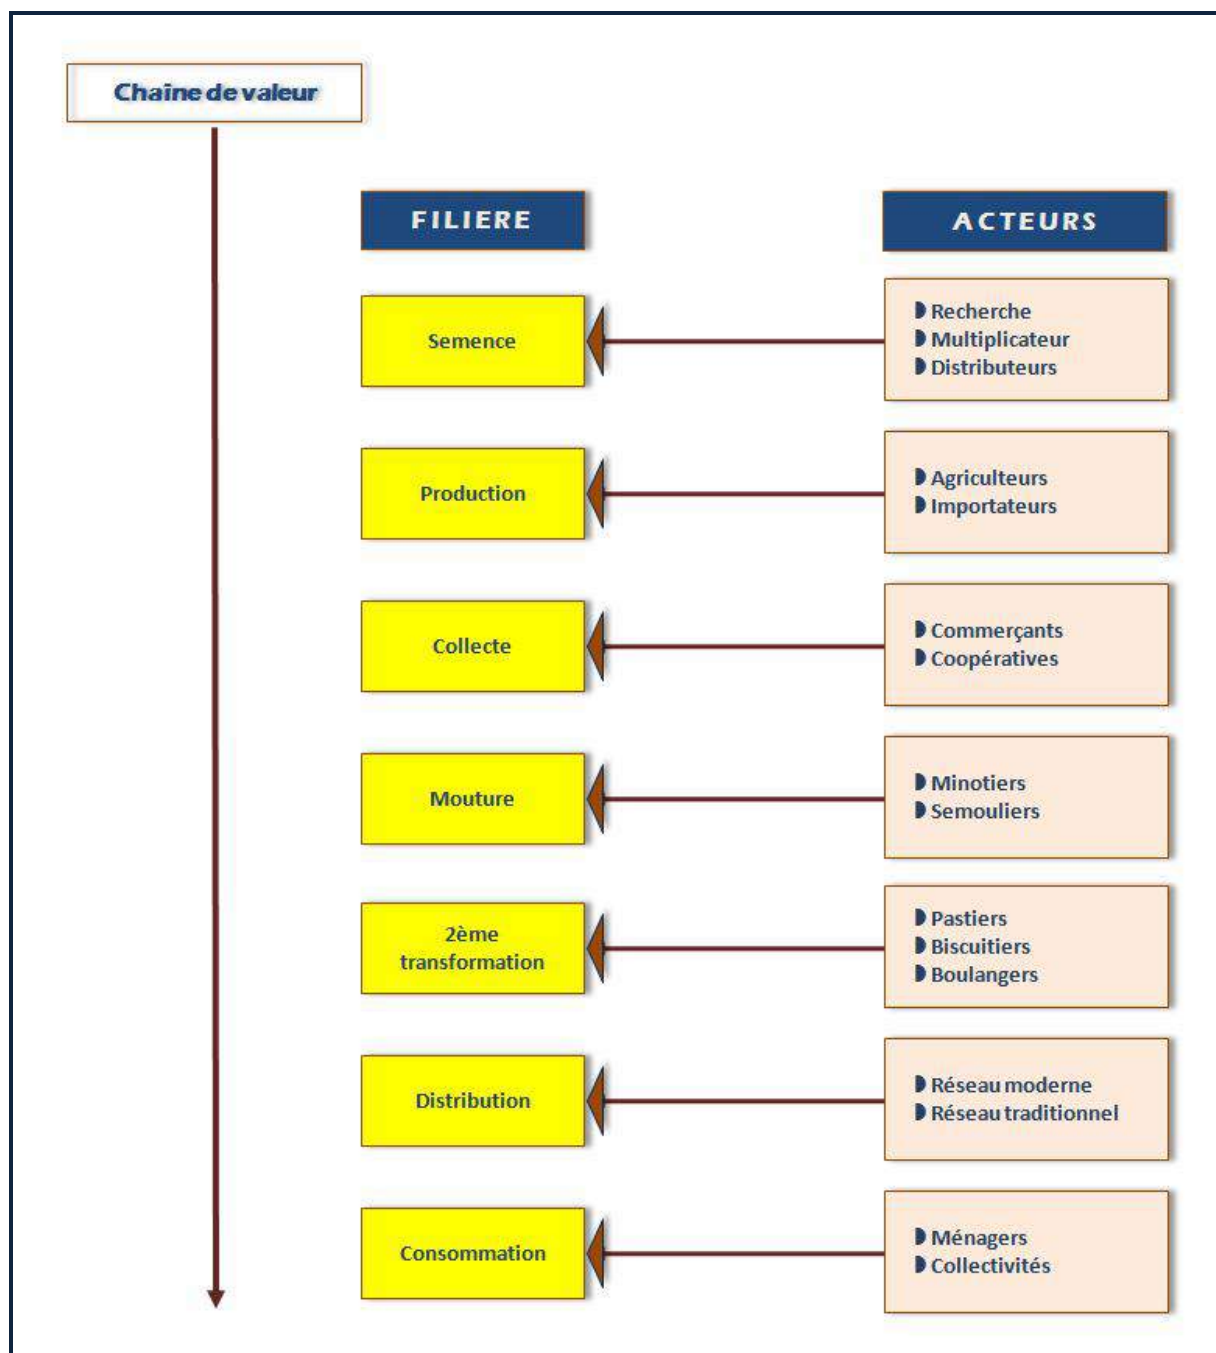 Chaîne de valeur
FILIERE
ACTEURS
Semence
Recherche
Multiplicateur
Distributeurs
Production
Agriculteurs
Importateurs
Collecte
Commerçants
Coopératives
Mouture
Minotiers
Semouliers
2ème
transformation
Pastiers
Biscuitiers
Boulangers
Distribution
Réseau moderne
Réseau traditionnel
Consommation
Ménagers
Collectivités